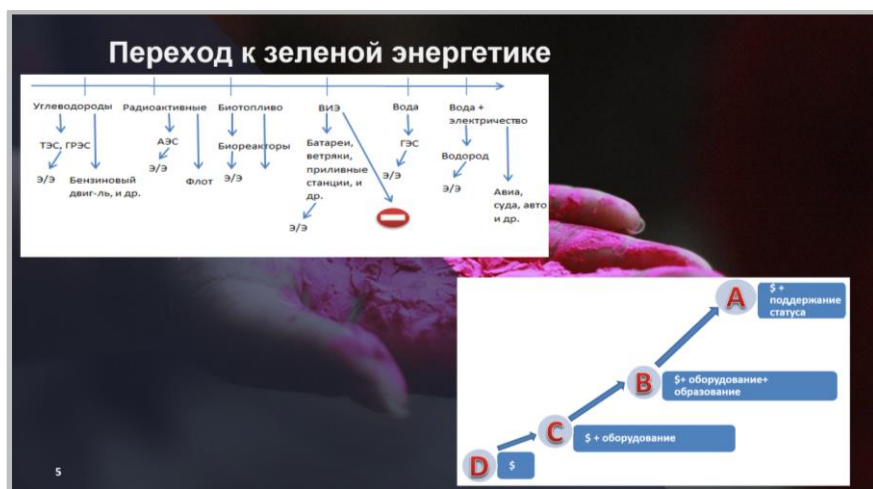 Переход к зеленой энергетике
Углеводороды Радиоактивные Биотопливо ВИЭ Вода Вода +
электричество
ТЭС, ГРЭС АЭС Биореакторы Батареи,
ветряки,
приливные
станции, и
др.
ГЭС Водород
Э/Э Бензиновый
двиг-ль, и др.
Э/Э Флот Э/Э Э/Э Э/Э Э/Э Авиа,
суда, авто
и др.
A $ +
поддержание
статуса
B $+ оборудование+
образование
C $ + оборудование
D $
5